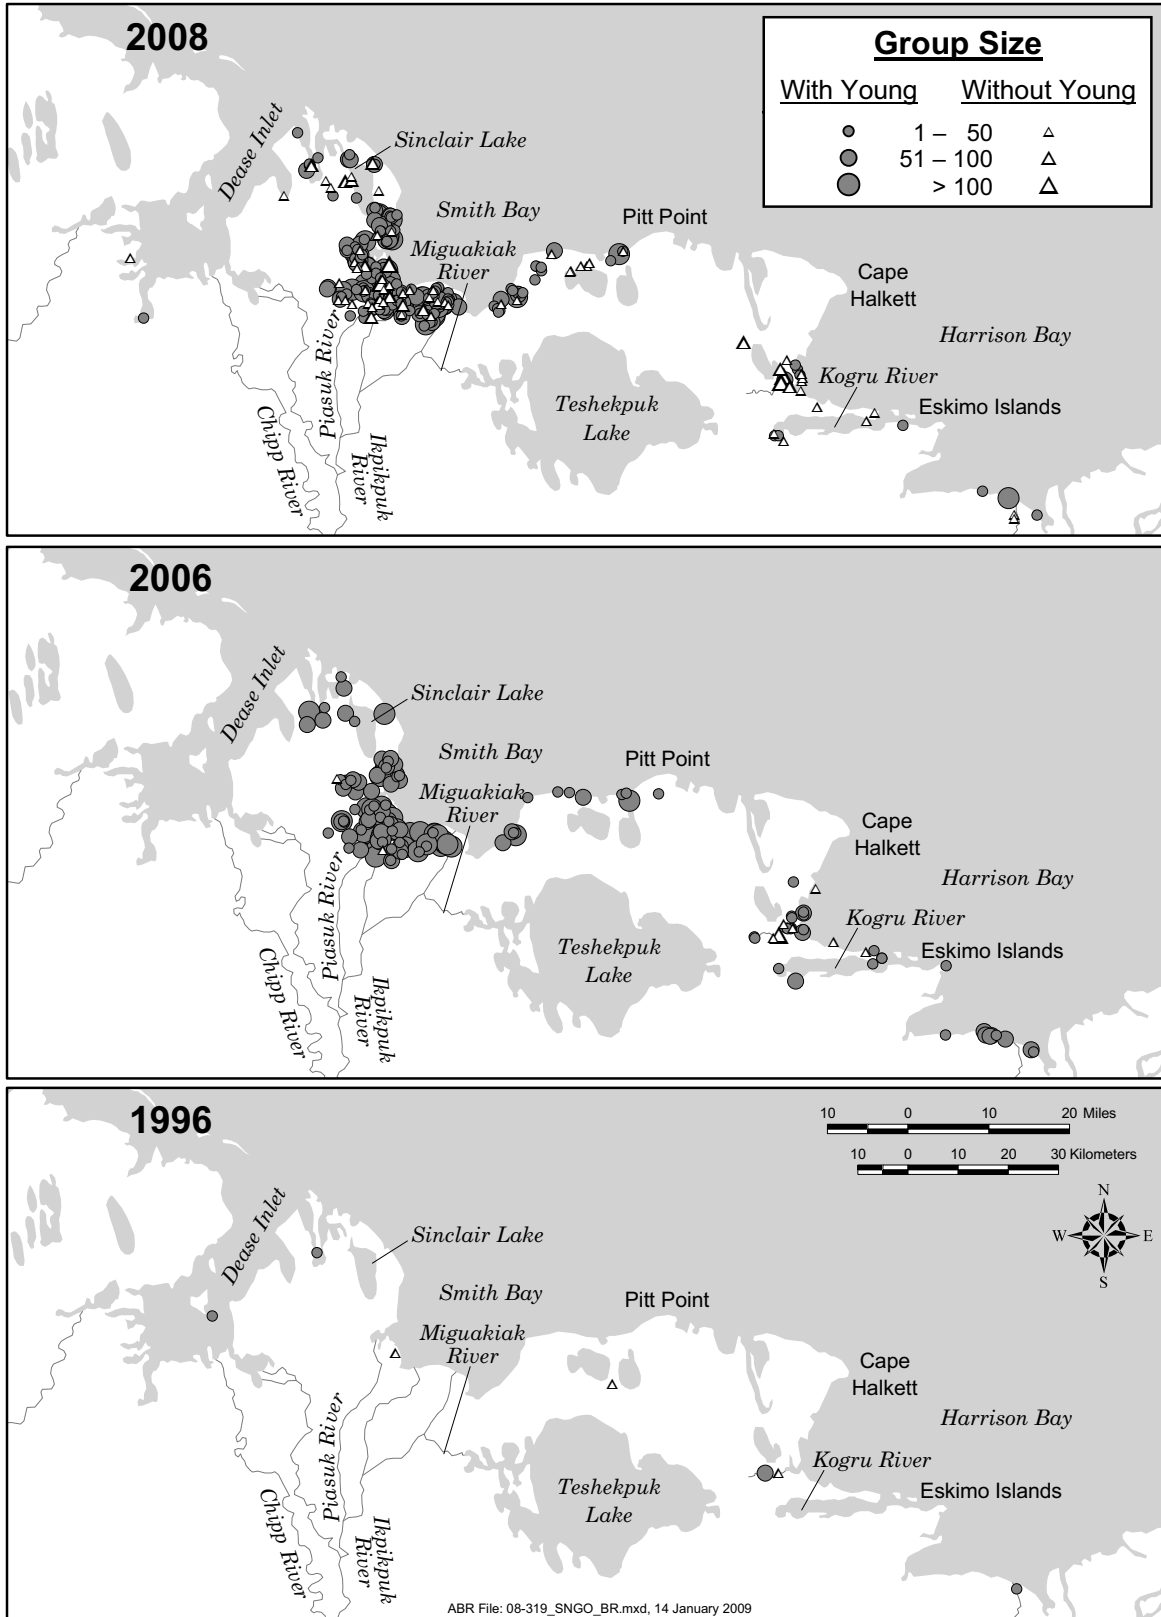 2008
Group Size
With Young Without Young
1 – 50
51 – 100
> 100
Dease Inlet
Sinclair Lake
Smith Bay
Pitt Point
Miguakiak
River
Cape
Halkett
Harrison Bay
Kogru River
Eskimo Islands
Teshekpuk
Lake
Piasuk River
Chipp River
Ikpikpuk
River
2006
Dease Inlet
Sinclair Lake
Smith Bay
Pitt Point
Miguakiak
River
Cape
Halkett
Harrison Bay
Kogru River
Eskimo Islands
Teshekpuk
Lake
Piasuk River
Chipp River
Ikpikpuk
River
1996
10 0 10 20 Miles
10 0 10 20 30 Kilometers
N
W E
S
Dease Inlet
Sinclair Lake
Smith Bay
Pitt Point
Miguakiak
River
Cape
Halkett
Harrison Bay
Kogru River
Eskimo Islands
Teshekpuk
Lake
Piasuk River
Chipp River
Ikpikpuk
River
ABR File: 08-319_SNGO_BR.mxd, 14 January 2009